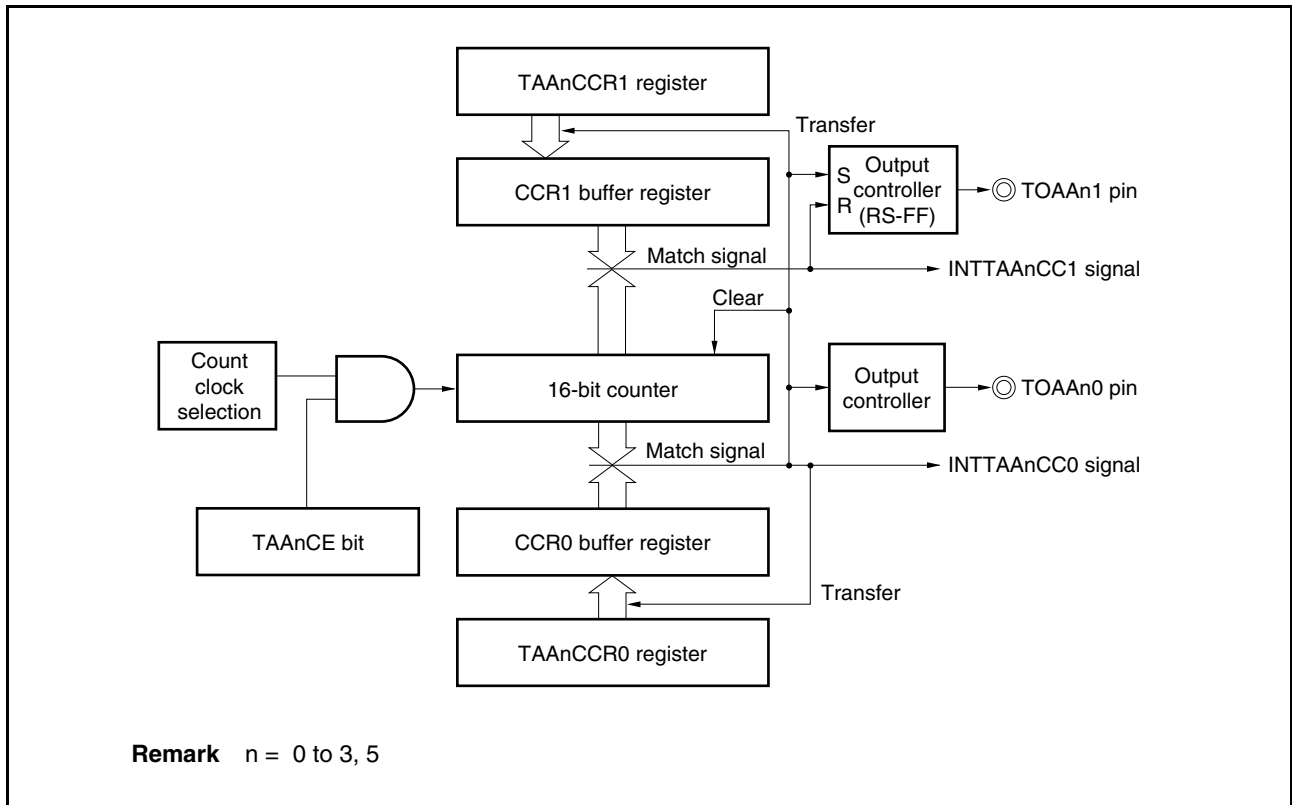 TAAnCCR1 register
Transfer
CCR1 buffer register
S
R
Output
controller
(RS-FF)
TOAAn1 pin
Match signal
INTTAAnCC1 signal
Clear
Count
clock
selection
16-bit counter
Output
controller
TOAAn0 pin
Match signal
INTTAAnCC0 signal
TAAnCE bit
CCR0 buffer register
Transfer
TAAnCCR0 register
Remark n = 0 to 3, 5